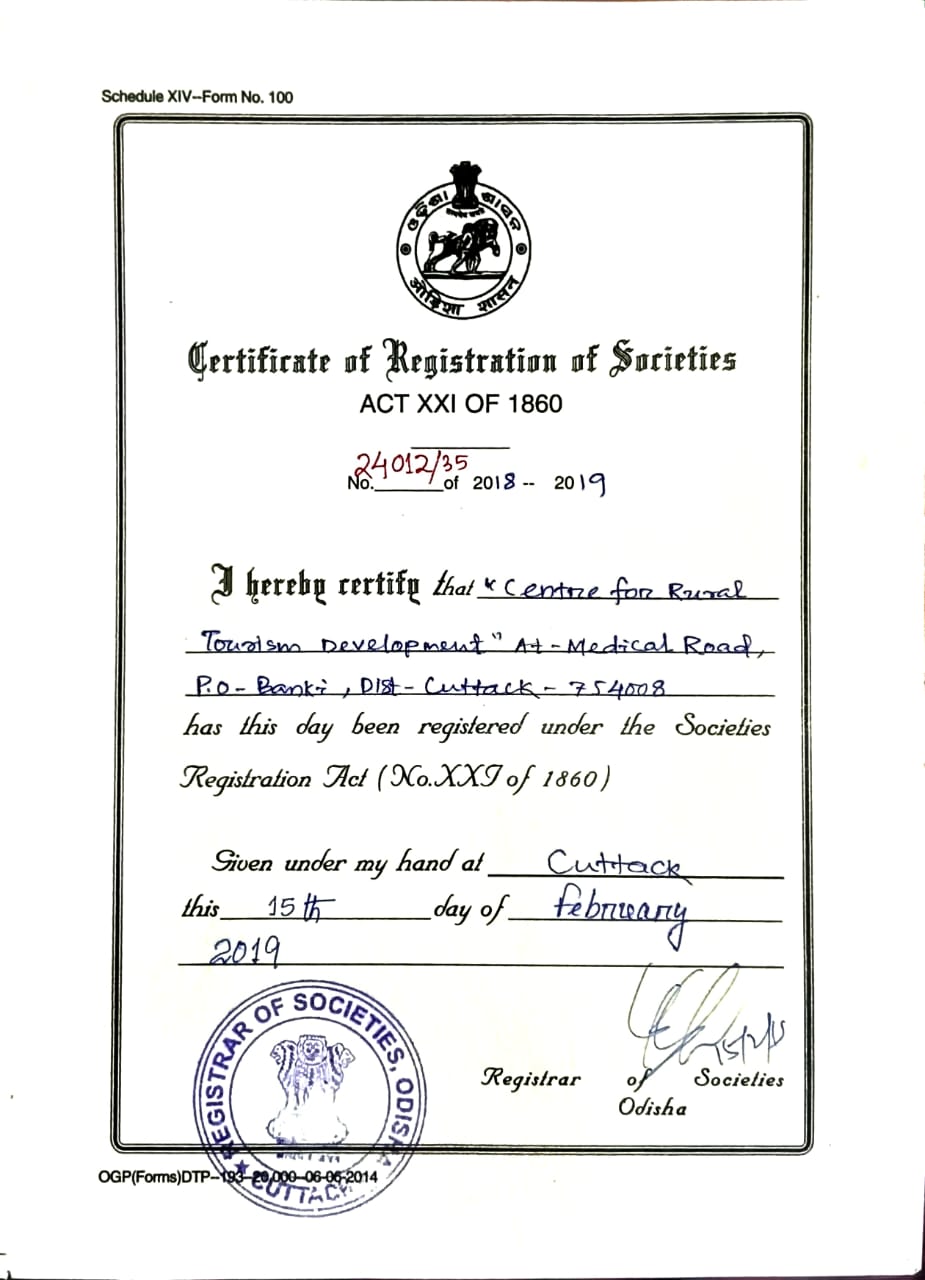 Schedule XIV--Form No. 100
ଓଡ଼ିଶା ଶାସନ
ओड़िशा शासन
Certificate of Registration of Societies
ACT XXI OF 1860
No. 24012/35 of 2018 -- 2019
I hereby certify that "Centre for Rural
Tourism Development" At-Medical Road,
P.O-Banki, Dist-Cuttack-754008
has this day been registered under the Societies
Registration Act (No.XXI of 1860)
Given under my hand at Cuttack
this 15th day of February
2019
15/2/19
Registrar of Societies
Odisha
REGISTRAR OF SOCIETIES, ODISHA
★ CUTTACK
OGP(Forms)DTP--193--20,000--06-06-2014